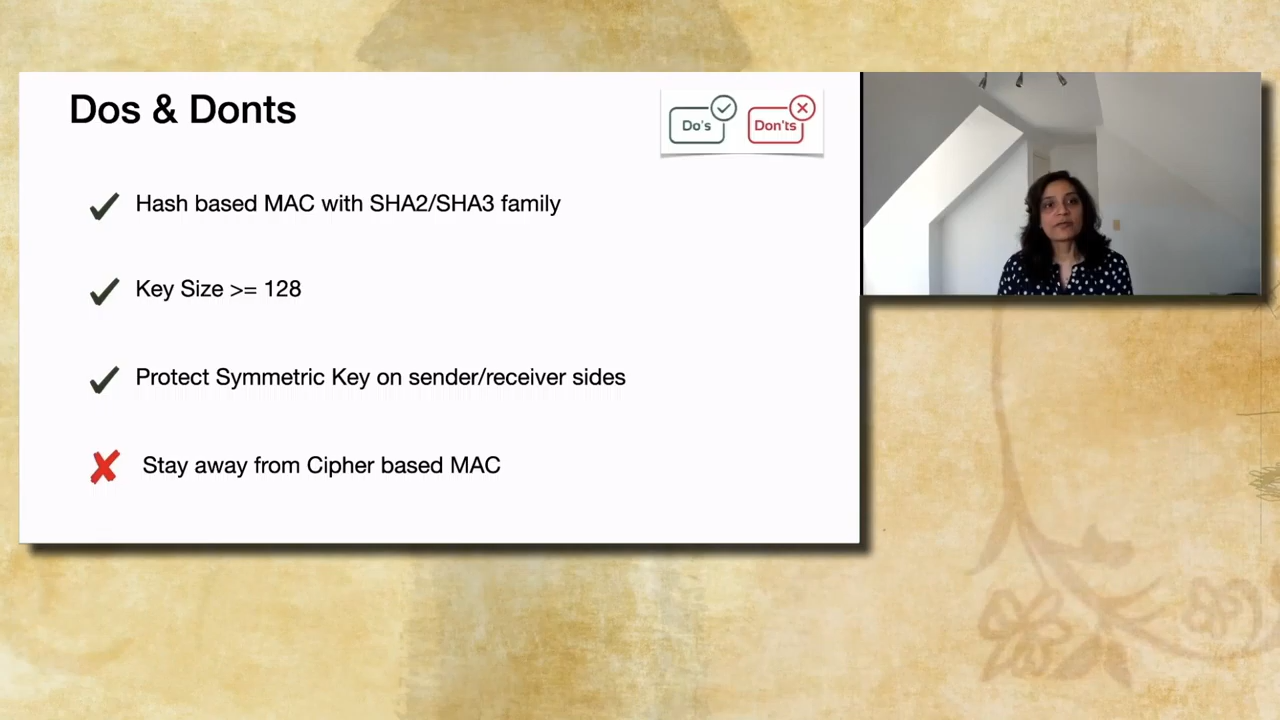 Dos & Donts
Do's
Don'ts
Hash based MAC with SHA2/SHA3 family
Key Size >= 128
Protect Symmetric Key on sender/receiver sides
Stay away from Cipher based MAC